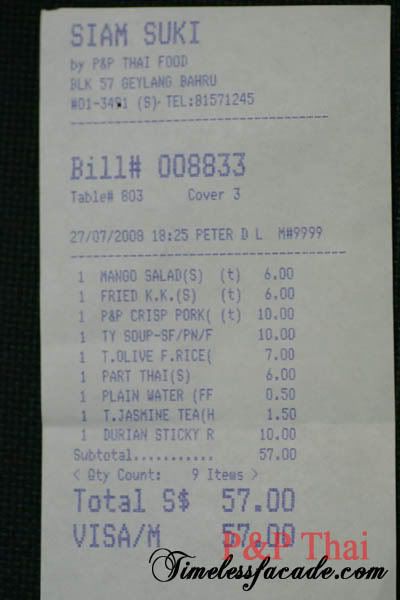 SIAM SUKI
by P&P THAI FOOD
BLK 57 GEYLANG BAHRU
#01-3491 (S) TEL:81571245
Bill# 008833
Table# 803 Cover 3
27/07/2008 18:25 PETER D L M#9999
1 MANGO SALAD(S) (t) 6.00
1 FRIED K.K.(S) (t) 6.00
1 P&P CRISP PORK( (t) 10.00
1 TY SOUP-SF/PN/F 10.00
1 T.OLIVE F.RICE( 7.00
1 PART THAI(S) 6.00
1 PLAIN WATER (FF 0.50
1 T.JASMINE TEA(H 1.50
1 DURIAN STICKY R 10.00
Subtotal........... 57.00
< Qty Count: 9 Items >
Total S$ 57.00
VISA/M 57.00
P&P Thai
Timelessfacade.com